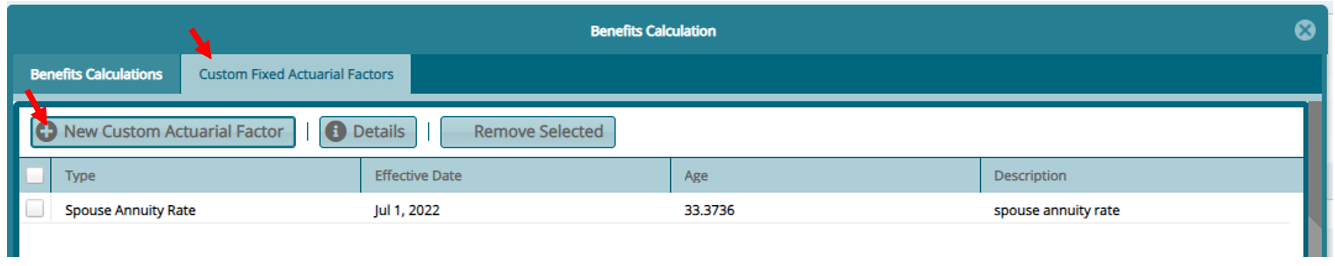 Benefits Calculation
Benefits Calculations Custom Fixed Actuarial Factors
New Custom Actuarial Factor | Details | Remove Selected
Type Effective Date Age Description
Spouse Annuity Rate Jul 1, 2022 33.3736 spouse annuity rate